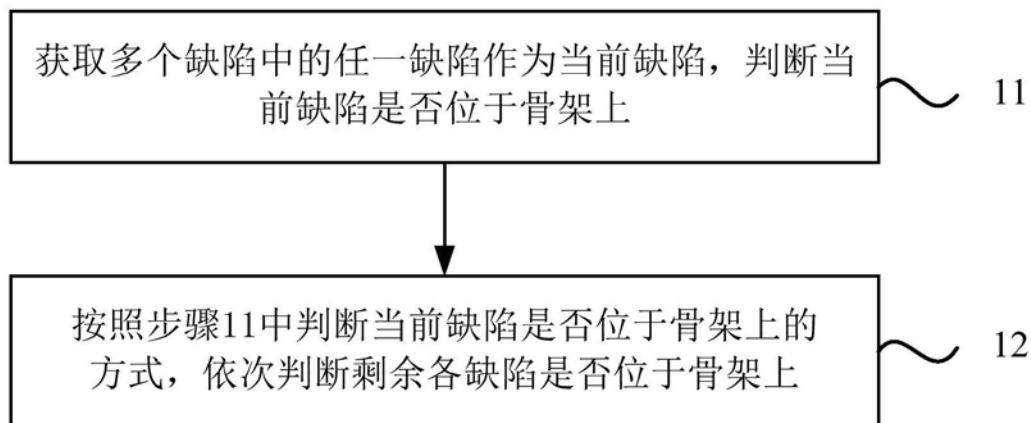 获取多个缺陷中的任一缺陷作为当前缺陷，判断当
前缺陷是否位于骨架上
11
按照步骤11中判断当前缺陷是否位于骨架上的
方式，依次判断剩余各缺陷是否位于骨架上
12